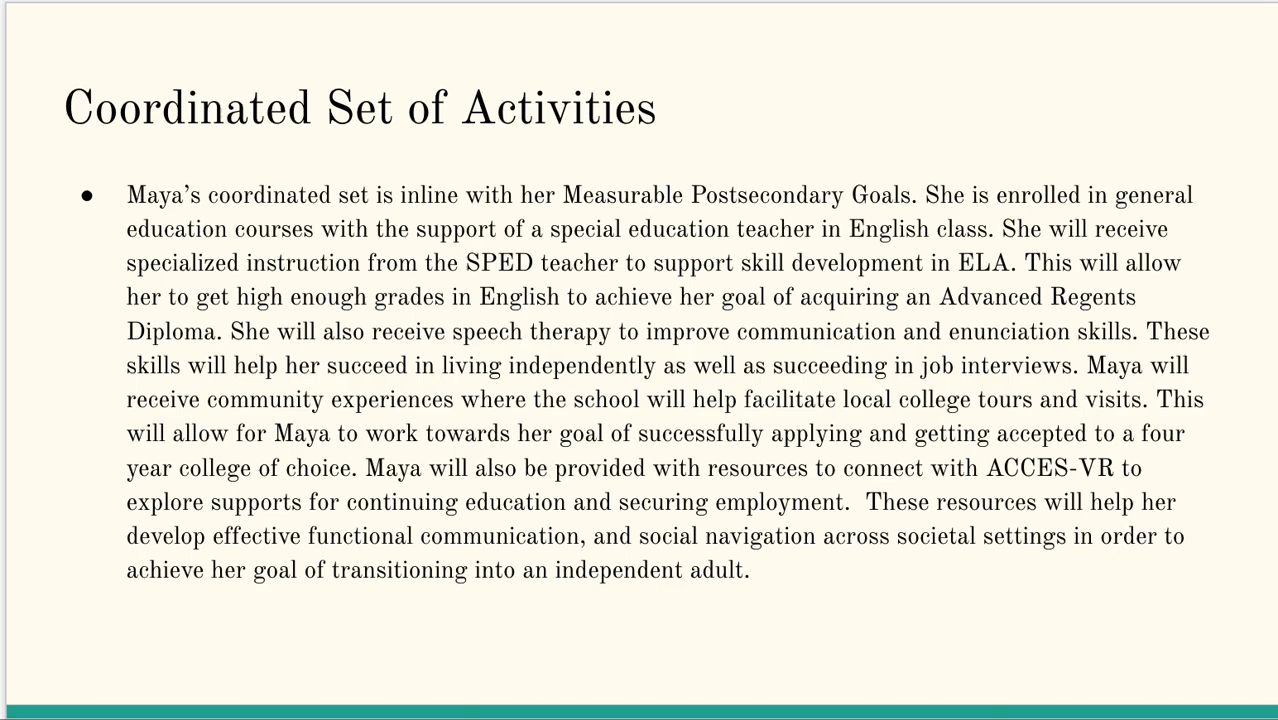 Coordinated Set of Activities
● Maya’s coordinated set is inline with her Measurable Postsecondary Goals. She is enrolled in general
education courses with the support of a special education teacher in English class. She will receive
specialized instruction from the SPED teacher to support skill development in ELA. This will allow
her to get high enough grades in English to achieve her goal of acquiring an Advanced Regents
Diploma. She will also receive speech therapy to improve communication and enunciation skills. These
skills will help her succeed in living independently as well as succeeding in job interviews. Maya will
receive community experiences where the school will help facilitate local college tours and visits. This
will allow for Maya to work towards her goal of successfully applying and getting accepted to a four
year college of choice. Maya will also be provided with resources to connect with ACCES-VR to
explore supports for continuing education and securing employment.  These resources will help her
develop effective functional communication, and social navigation across societal settings in order to
achieve her goal of transitioning into an independent adult.